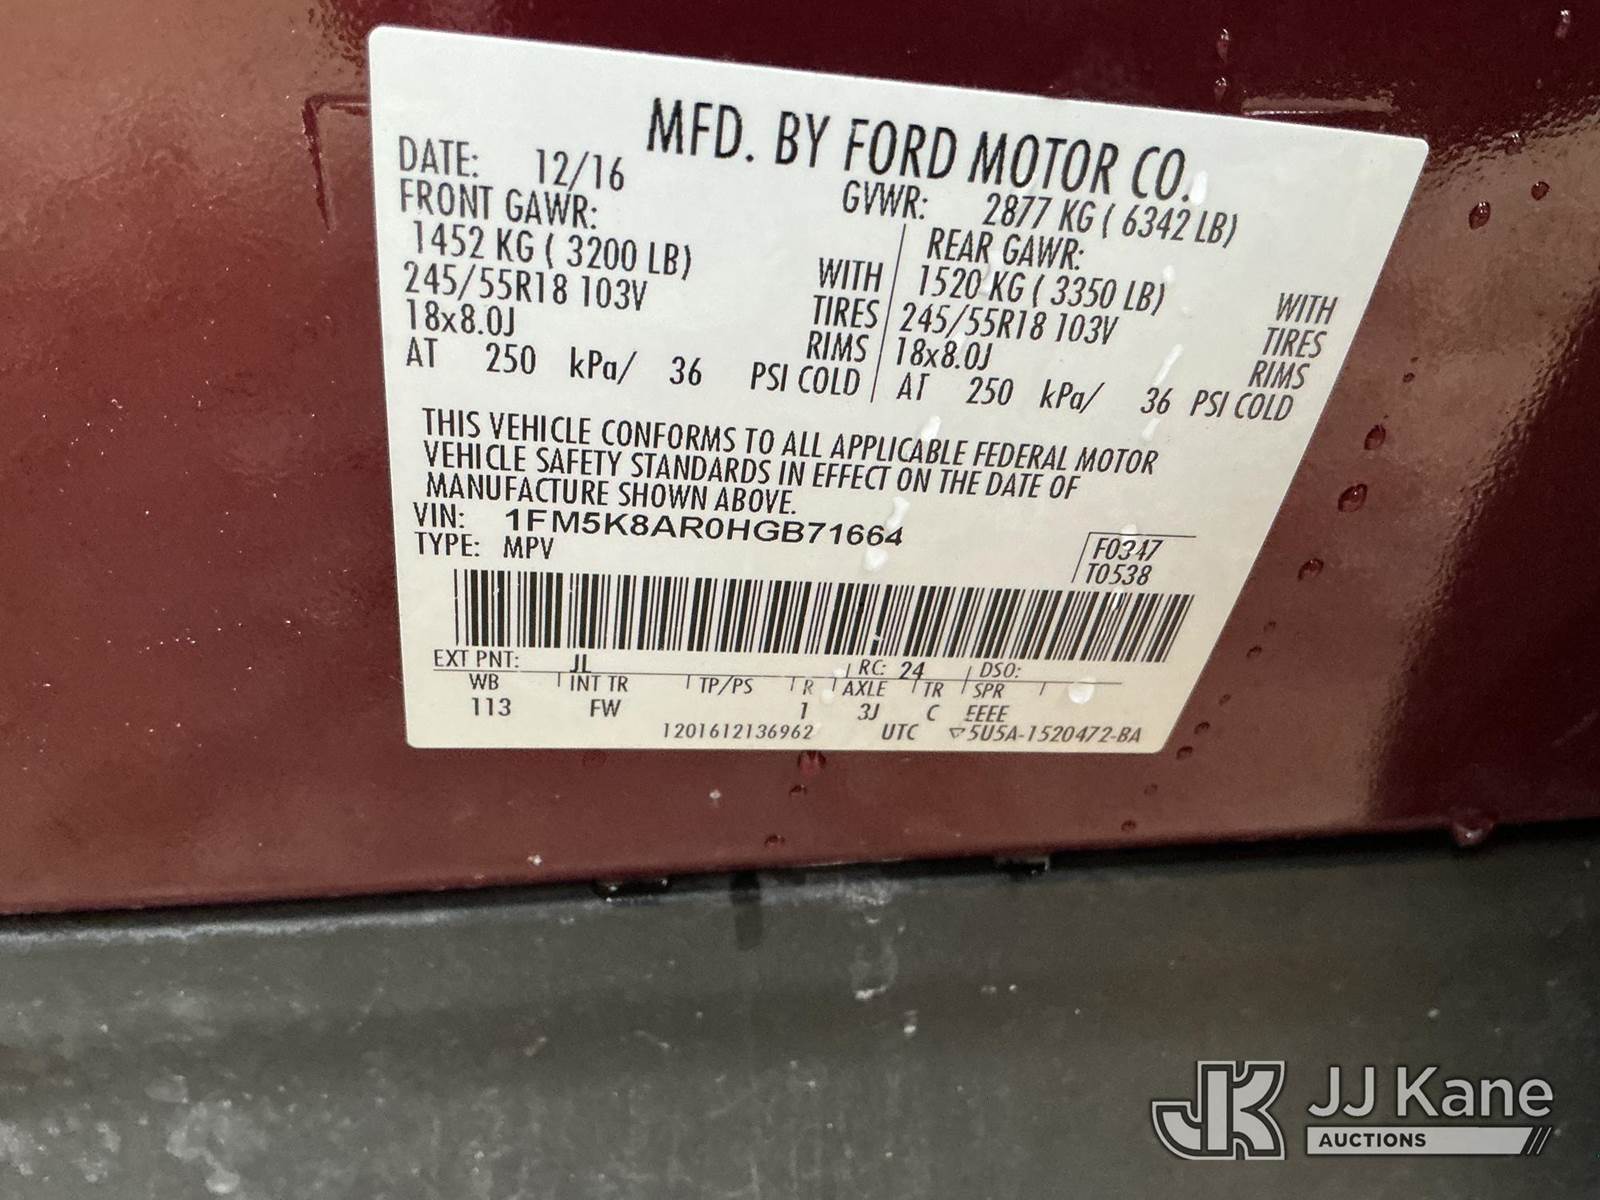 MFD. BY FORD MOTOR CO.
DATE: 12/16 GVWR: 2877 KG ( 6342 LB)
FRONT GAWR: REAR GAWR:
1452 KG ( 3200 LB) WITH 1520 KG ( 3350 LB) WITH
245/55R18 103V TIRES 245/55R18 103V TIRES
18x8.0J RIMS 18x8.0J RIMS
AT 250 kPa/ 36 PSI COLD AT 250 kPa/ 36 PSI COLD
THIS VEHICLE CONFORMS TO ALL APPLICABLE FEDERAL MOTOR
VEHICLE SAFETY STANDARDS IN EFFECT ON THE DATE OF
MANUFACTURE SHOWN ABOVE.
VIN: 1FM5K8AR0HGB71664
TYPE: MPV
F0347
T0538
EXT PNT: JL RC: 24 DSO:
WB INT TR TP/PS R AXLE TR SPR
113 FW 1 3J C EEEE
1201612136962 UTC 5U5A-1520472-BA
JK JJ Kane
AUCTIONS